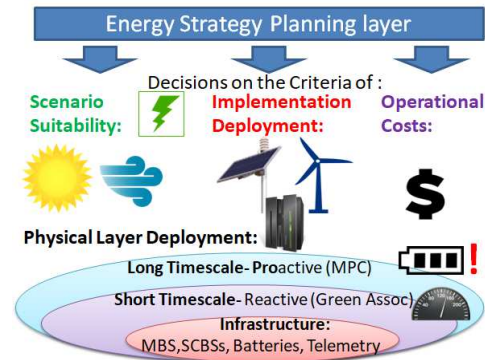 Energy Strategy Planning layer
Decisions on the Criteria of :
Scenario Suitability:
Implementation Deployment:
Operational Costs:
$
Physical Layer Deployment:
!
Long Timescale- Proactive (MPC)
Short Timescale- Reactive (Green Assoc)
Infrastructure:
MBS,SCBSs, Batteries, Telemetry